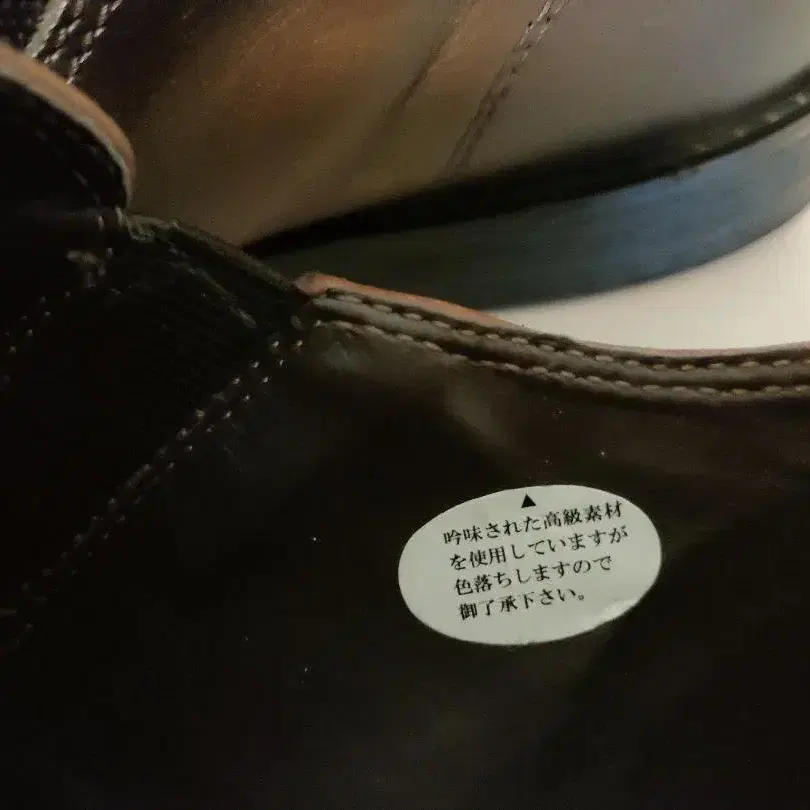 ▲
吟味された高級素材
を使用していますが
色落ちしますので
御了承下さい。